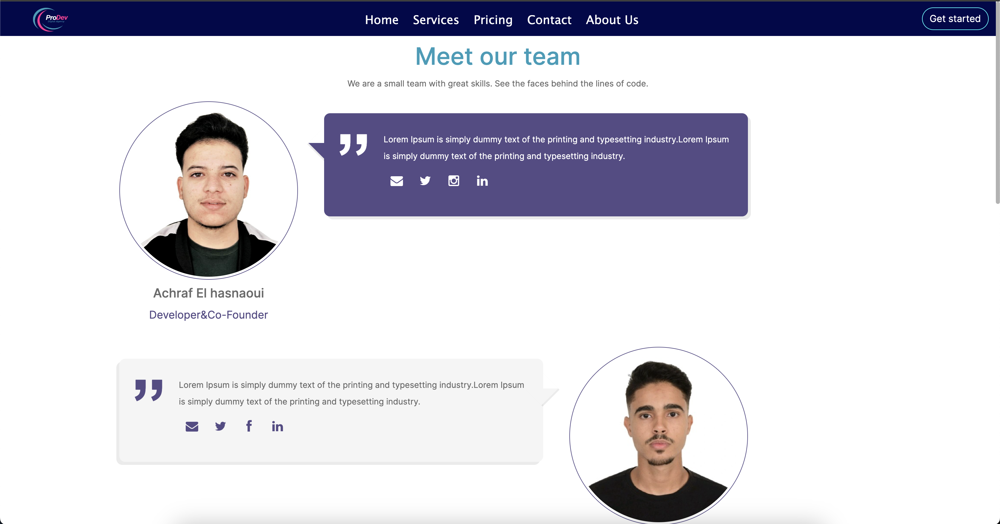 ProDev
Digital Agency
Home Services Pricing Contact About Us
Get started
Meet our team
We are a small team with great skills. See the faces behind the lines of code.
Lorem Ipsum is simply dummy text of the printing and typesetting industry.Lorem Ipsum
is simply dummy text of the printing and typesetting industry.
Achraf El hasnaoui
Developer&Co-Founder
Lorem Ipsum is simply dummy text of the printing and typesetting industry.Lorem Ipsum
is simply dummy text of the printing and typesetting industry.